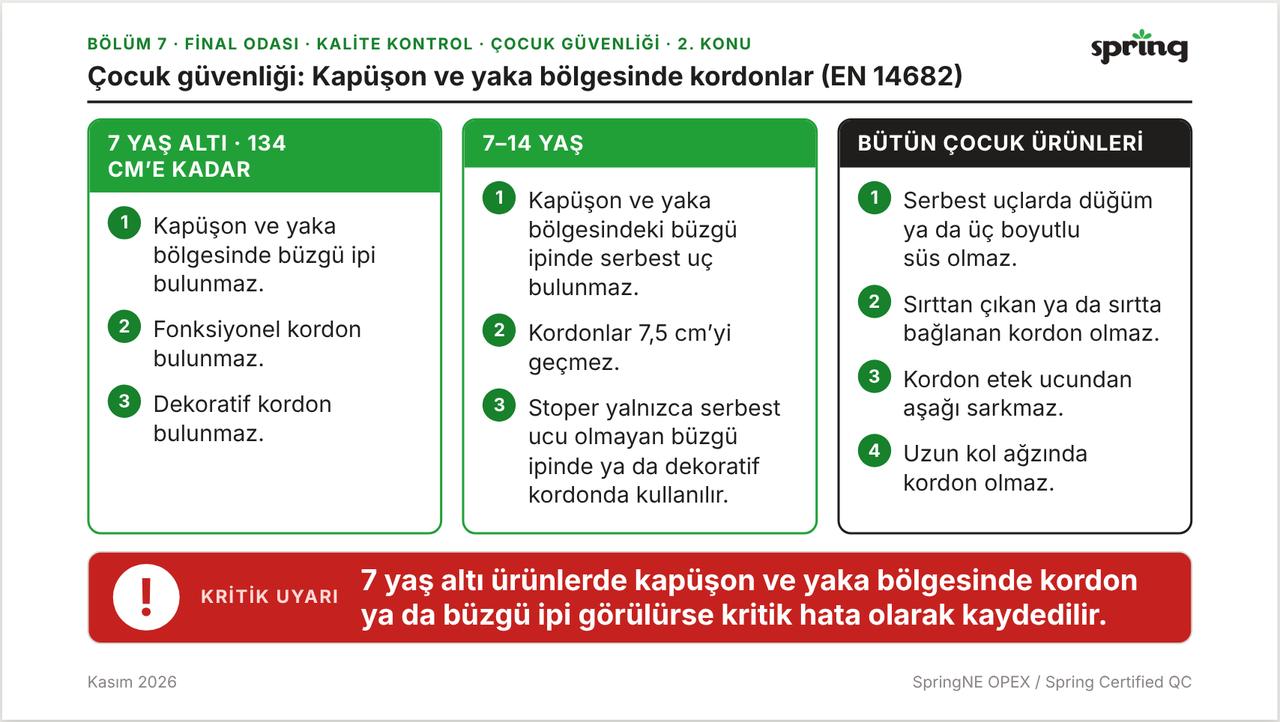 BÖLÜM 7 · FİNAL ODASI · KALİTE KONTROL · ÇOCUK GÜVENLİĞİ · 2. KONU
spring
Çocuk güvenliği: Kapüşon ve yaka bölgesinde kordonlar (EN 14682)
7 YAŞ ALTI · 134
CM’E KADAR
1 Kapüşon ve yaka
bölgesinde büzgü ipi
bulunmaz.
2 Fonksiyonel kordon
bulunmaz.
3 Dekoratif kordon
bulunmaz.
7–14 YAŞ
1 Kapüşon ve yaka
bölgesindeki büzgü
ipinde serbest uç
bulunmaz.
2 Kordonlar 7,5 cm’yi
geçmez.
3 Stoper yalnızca serbest
ucu olmayan büzgü
ipinde ya da dekoratif
kordonda kullanılır.
BÜTÜN ÇOCUK ÜRÜNLERİ
1 Serbest uçlarda düğüm
ya da üç boyutlu
süs olmaz.
2 Sırttan çıkan ya da sırtta
bağlanan kordon olmaz.
3 Kordon etek ucundan
aşağı sarkmaz.
4 Uzun kol ağzında
kordon olmaz.
!
KRİTİK UYARI
7 yaş altı ürünlerde kapüşon ve yaka bölgesinde kordon
ya da büzgü ipi görülürse kritik hata olarak kaydedilir.
Kasım 2026
SpringNE OPEX / Spring Certified QC